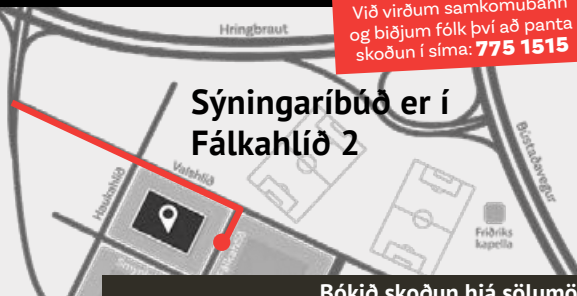 Við virðum samkomubann
og biðjum fólk því að panta
skoðun í síma: 775 1515
Hringbraut
Sýningaríbúð er í
Fálkahlíð 2
Valshlíð
Haukahlíð
Bústaðavegur
Friðriks
kapella
Bókið skoðun hjá sölumö